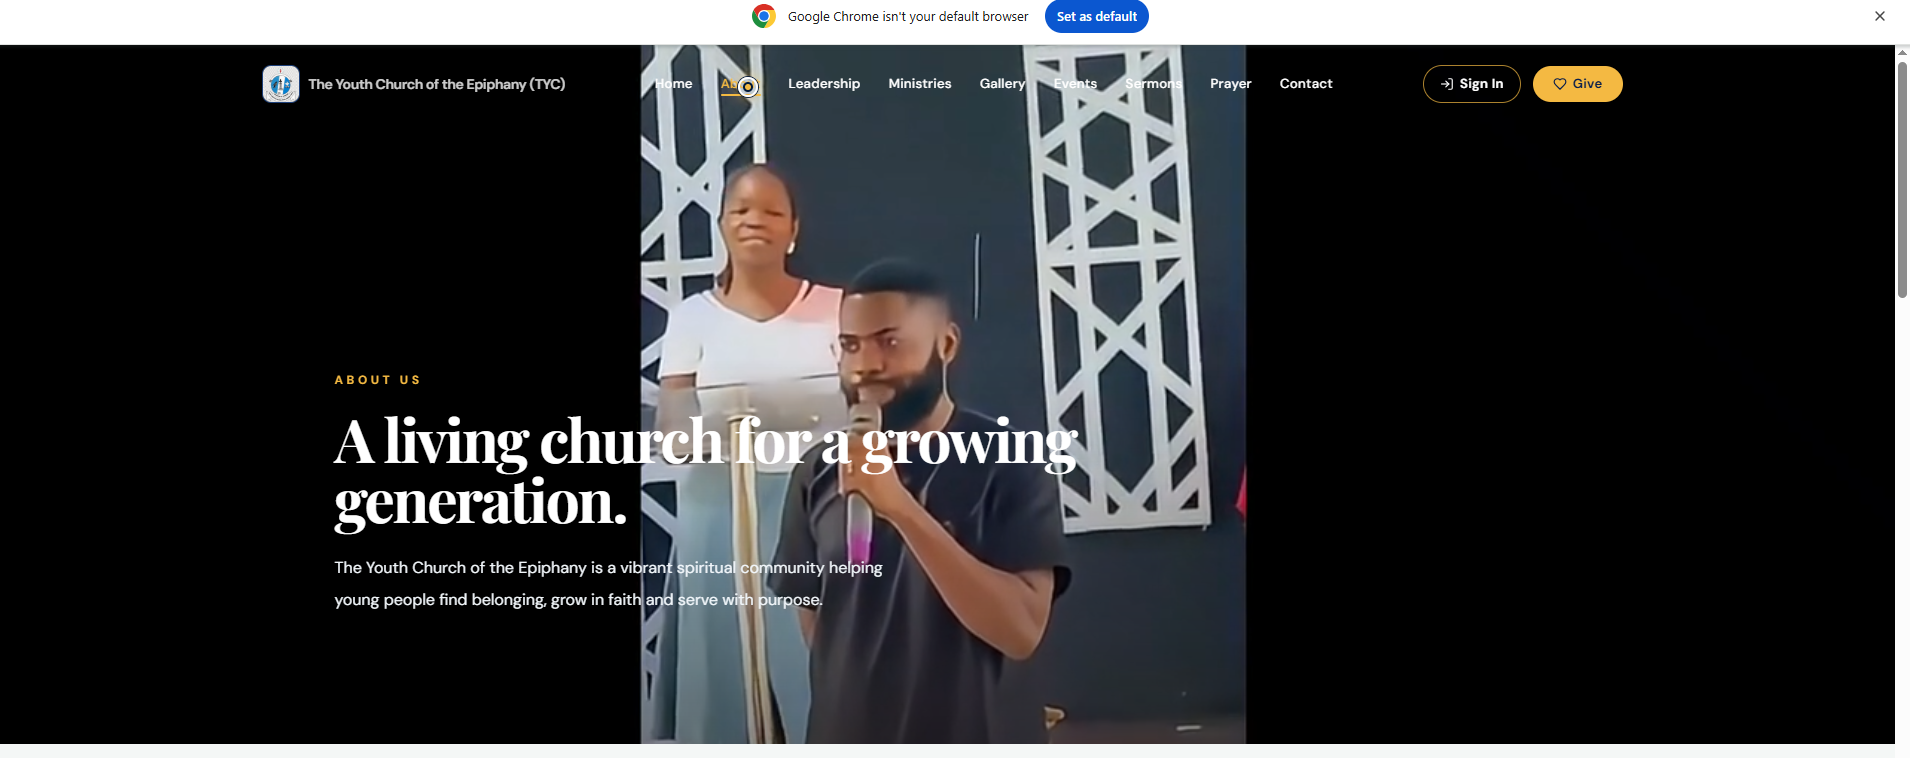 Google Chrome isn't your default browser Set as default
The Youth Church of the Epiphany (TYC) Home Leadership Ministries Gallery Events Sermons Prayer Contact Sign In Give
ABOUT US
A living church for a growing
generation.
The Youth Church of the Epiphany is a vibrant spiritual community helping
young people find belonging, grow in faith and serve with purpose.